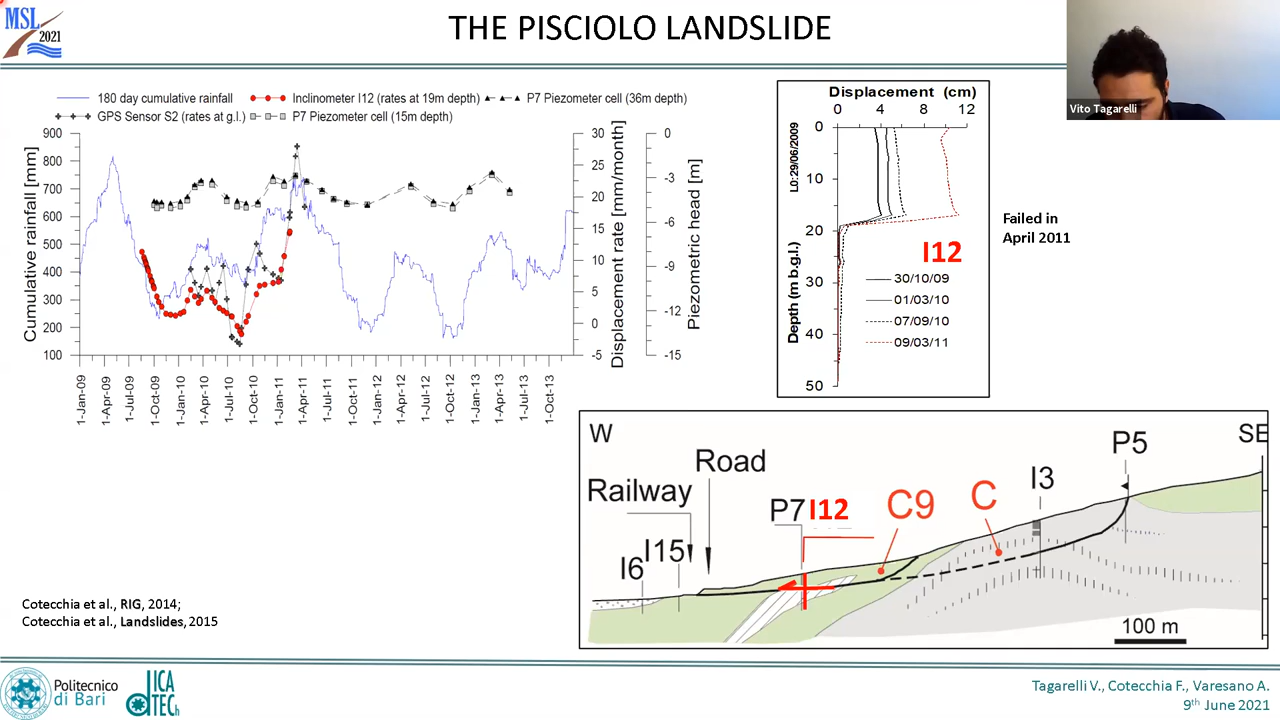 MSL
2021
THE PISCIOLO LANDSLIDE
Vito Tagarelli
180 day cumulative rainfall
Inclinometer I12 (rates at 19m depth)
P7 Piezometer cell (36m depth)
GPS Sensor S2 (rates at g.l.)
P7 Piezometer cell (15m depth)
Cumulative rainfall [mm]
900
800
700
600
500
400
300
200
100
30
25
20
15
10
5
0
-5
Displacement rate [mm/month]
0
-3
-6
-9
-12
-15
Piezometric head [m]
1-Jan-09
1-Apr-09
1-Jul-09
1-Oct-09
1-Jan-10
1-Apr-10
1-Jul-10
1-Oct-10
1-Jan-11
1-Apr-11
1-Jul-11
1-Oct-11
1-Jan-12
1-Apr-12
1-Jul-12
1-Oct-12
1-Jan-13
1-Apr-13
1-Jul-13
1-Oct-13
Displacement (cm)
0 4 8 12
L0:29/06/2009
Depth (m b.g.l.)
0
10
20
30
40
50
I12
30/10/09
01/03/10
07/09/10
09/03/11
Failed in
April 2011
W
SE
Railway
Road
P7
I12
C9
C
I3
P5
I6
I15
100 m
Cotecchia et al., RIG, 2014;
Cotecchia et al., Landslides, 2015
Politecnico
di Bari
DICA
TECh
Tagarelli V., Cotecchia F., Varesano A.
9th June 2021